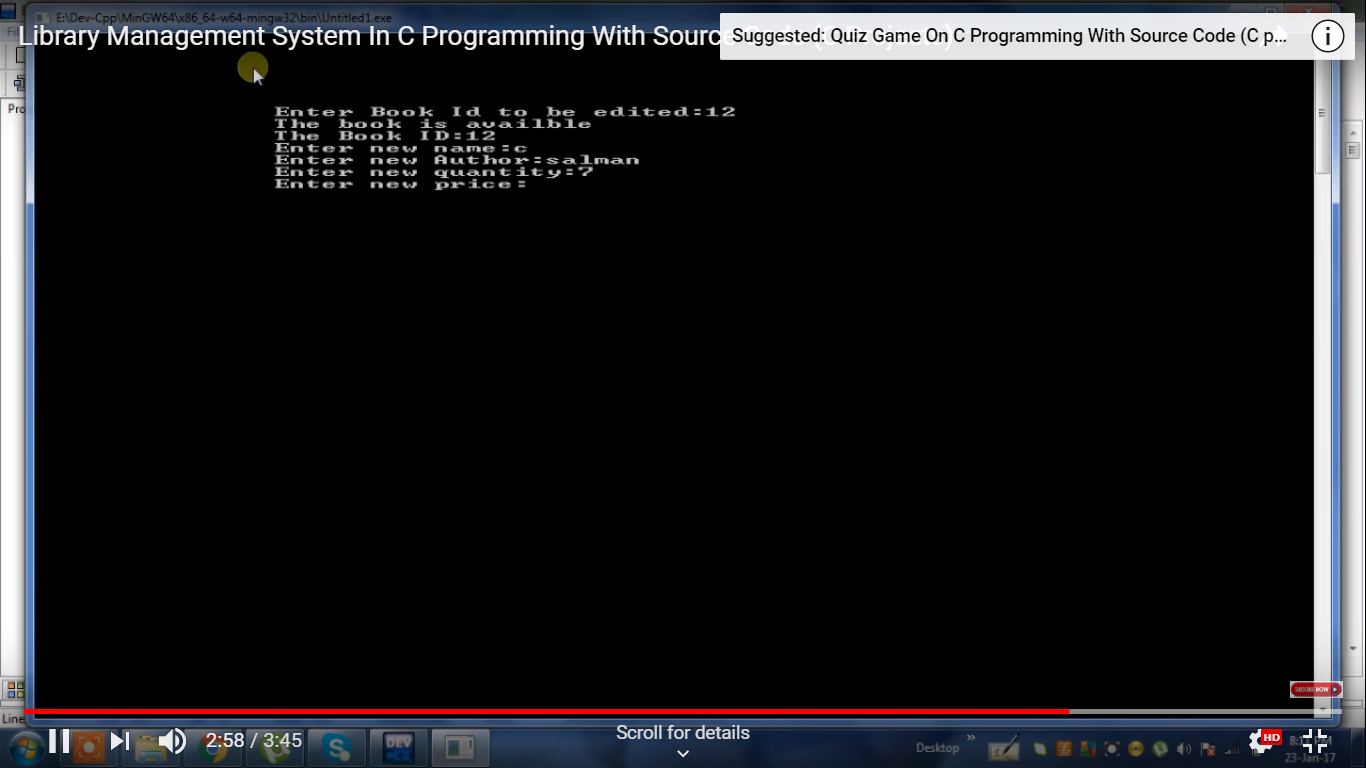 E:\Dev-Cpp\MinGW64\x86_64-w64-mingw32\bin\Untitled1.exe
Library Management System In C Programming With Source
Suggested: Quiz Game On C Programming With Source Code (C p...
Enter Book Id to be edited:12
The book is availble
The Book ID:12
Enter new name:c
Enter new Author:salman
Enter new quantity:7
Enter new price:
SUBSCRIBE NOW
Line
2:58 / 3:45
DEV
Scroll for details
Desktop
HD
23-Jan-17